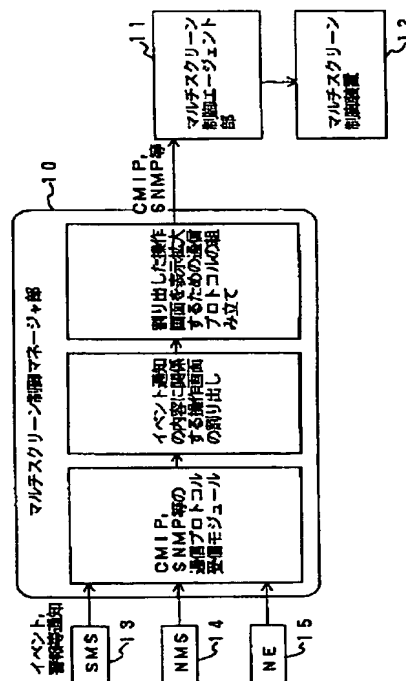 イベント,
警報等通知
SMS
13
NMS
14
NE
15
マルチスクリーン制御マネージャ部
10
CMIP,
SNMP等の
通信プロトコル
受信モジュール
イベント通知
の内容に関係
する操作画面
の割り出し
割り出した操作
画面を表示拡大
するための通信
プロトコルの組
み立て
CMIP,
SNMP等
11
マルチスクリーン
制御エージェント
部
マルチスクリーン
制御装置
12